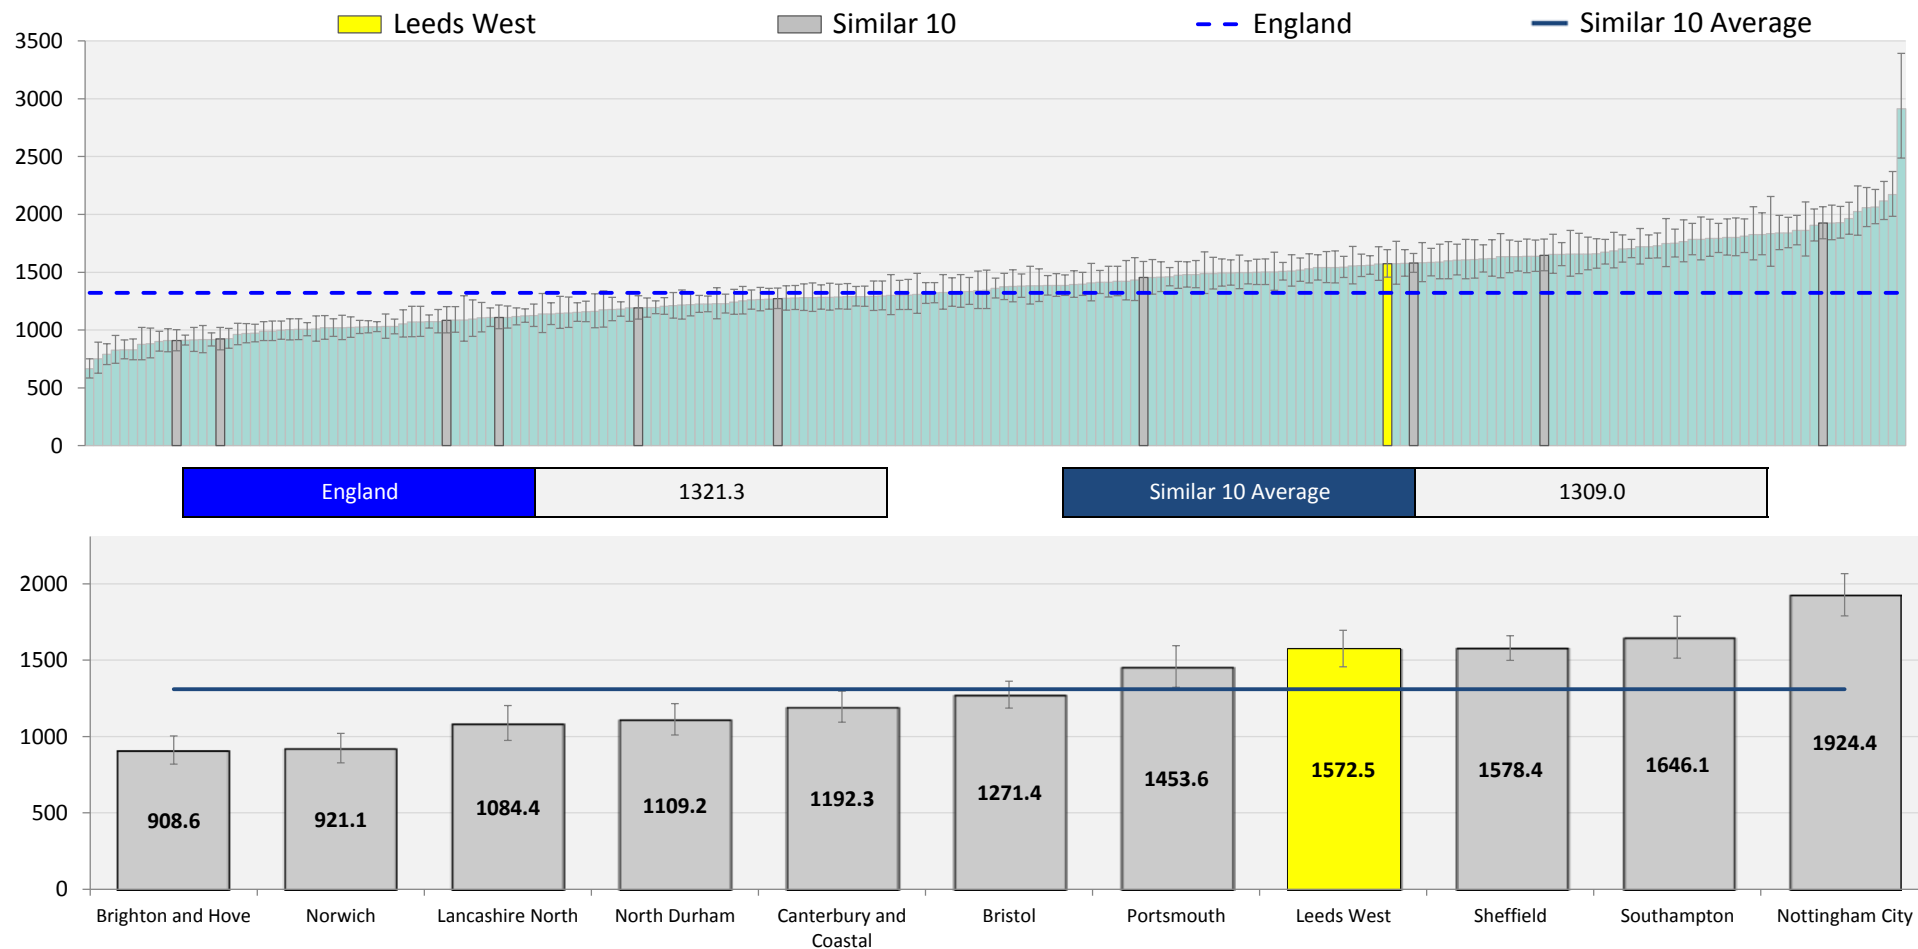 Leeds West
Similar 10
England
Similar 10 Average
3500
3000
2500
2000
1500
1000
500
0
England
1321.3
Similar 10 Average
1309.0
2000
1500
1000
500
0
908.6
921.1
1084.4
1109.2
1192.3
1271.4
1453.6
1572.5
1578.4
1646.1
1924.4
Brighton and Hove
Norwich
Lancashire North
North Durham
Canterbury and
Coastal
Bristol
Portsmouth
Leeds West
Sheffield
Southampton
Nottingham City